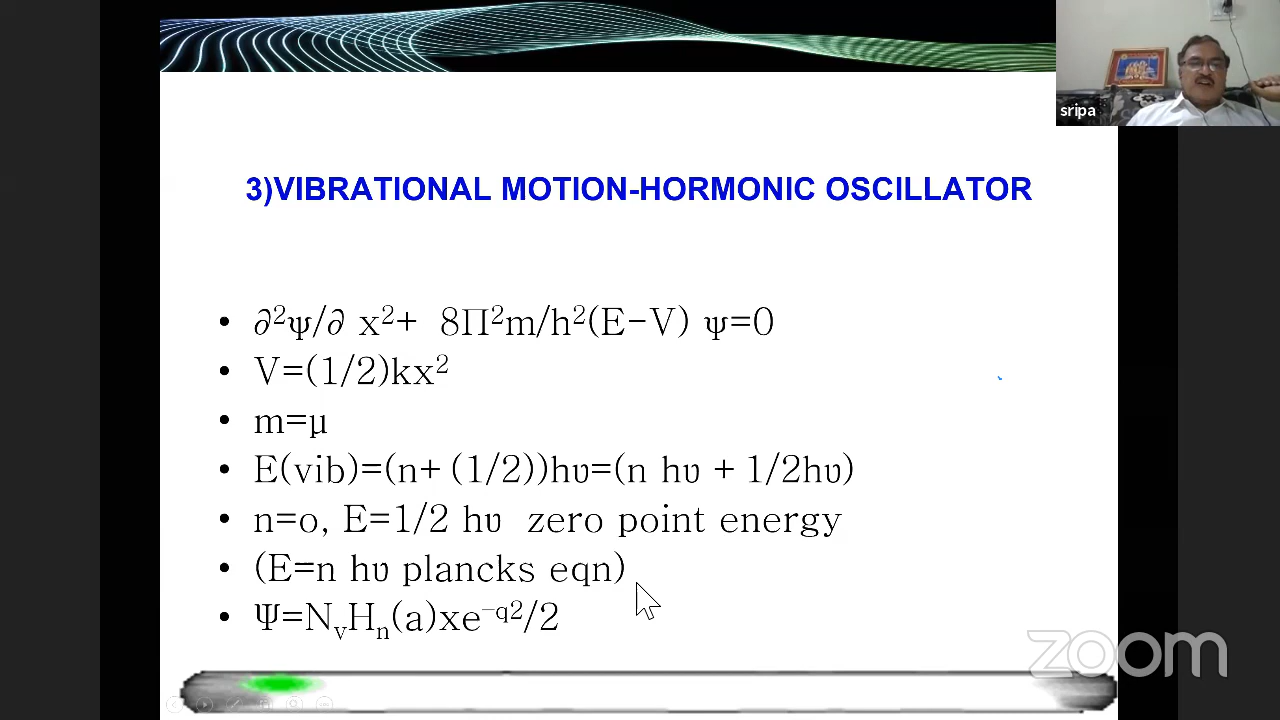 sripa
3)VIBRATIONAL MOTION-HORMONIC OSCILLATOR
• ∂²ψ/∂ x²+ 8Π²m/h²(E-V) ψ=0
• V=(1/2)kx²
• m=μ
• E(vib)=(n+(1/2))hυ=(n hυ + 1/2hυ)
• n=o, E=1/2 hυ zero point energy
• (E=n hυ plancks eqn)
• Ψ=NᵥHₙ(a)xe⁻q²/2
zoom